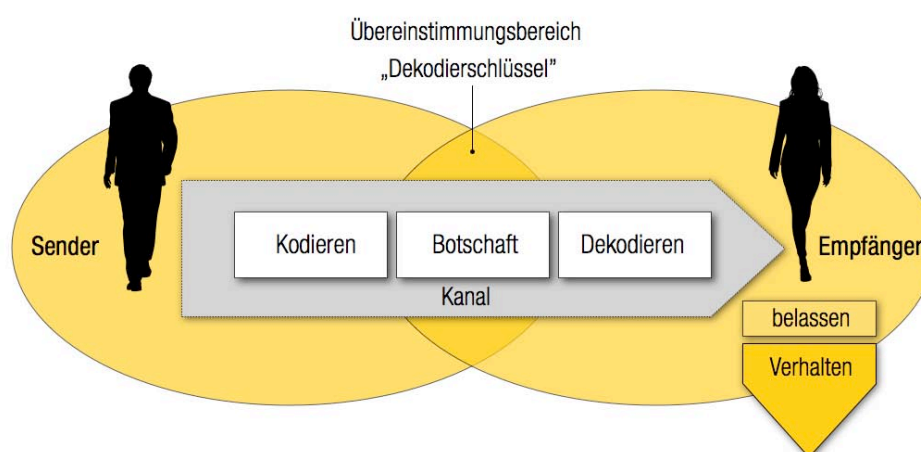 Übereinstimmungsbereich
„Dekodierschlüssel”
Sender
Kodieren
Botschaft
Dekodieren
Empfänger
Kanal
belassen
Verhalten